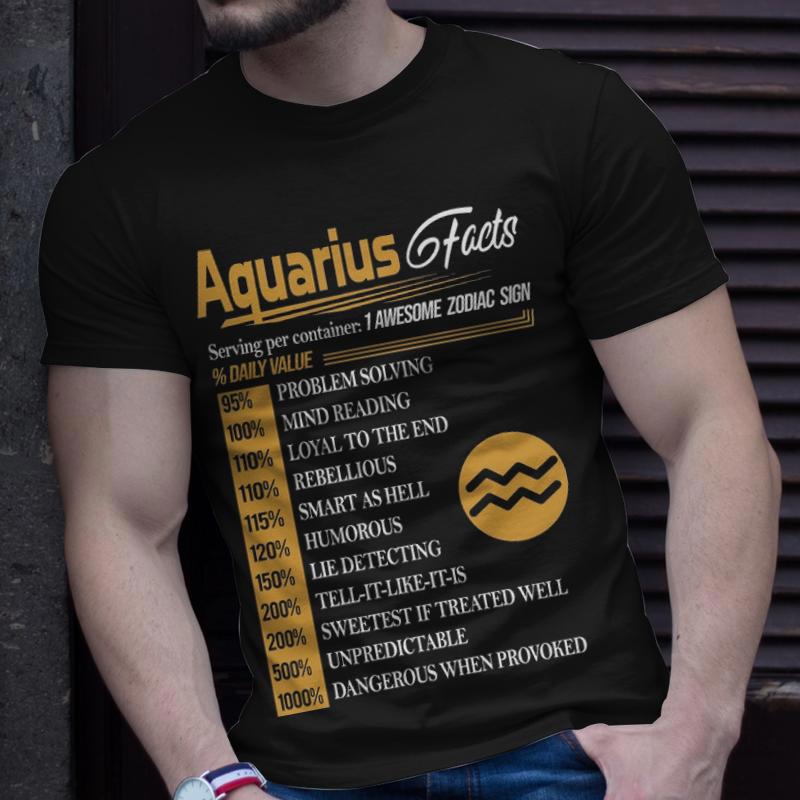 Aquarius Facts
Serving per container: 1 AWESOME ZODIAC SIGN
% DAILY VALUE
95% PROBLEM SOLVING
100% MIND READING
110% LOYAL TO THE END
110% REBELLIOUS
115% SMART AS HELL
120% HUMOROUS
150% LIE DETECTING
200% TELL-IT-LIKE-IT-IS
200% SWEETEST IF TREATED WELL
500% UNPREDICTABLE
1000% DANGEROUS WHEN PROVOKED